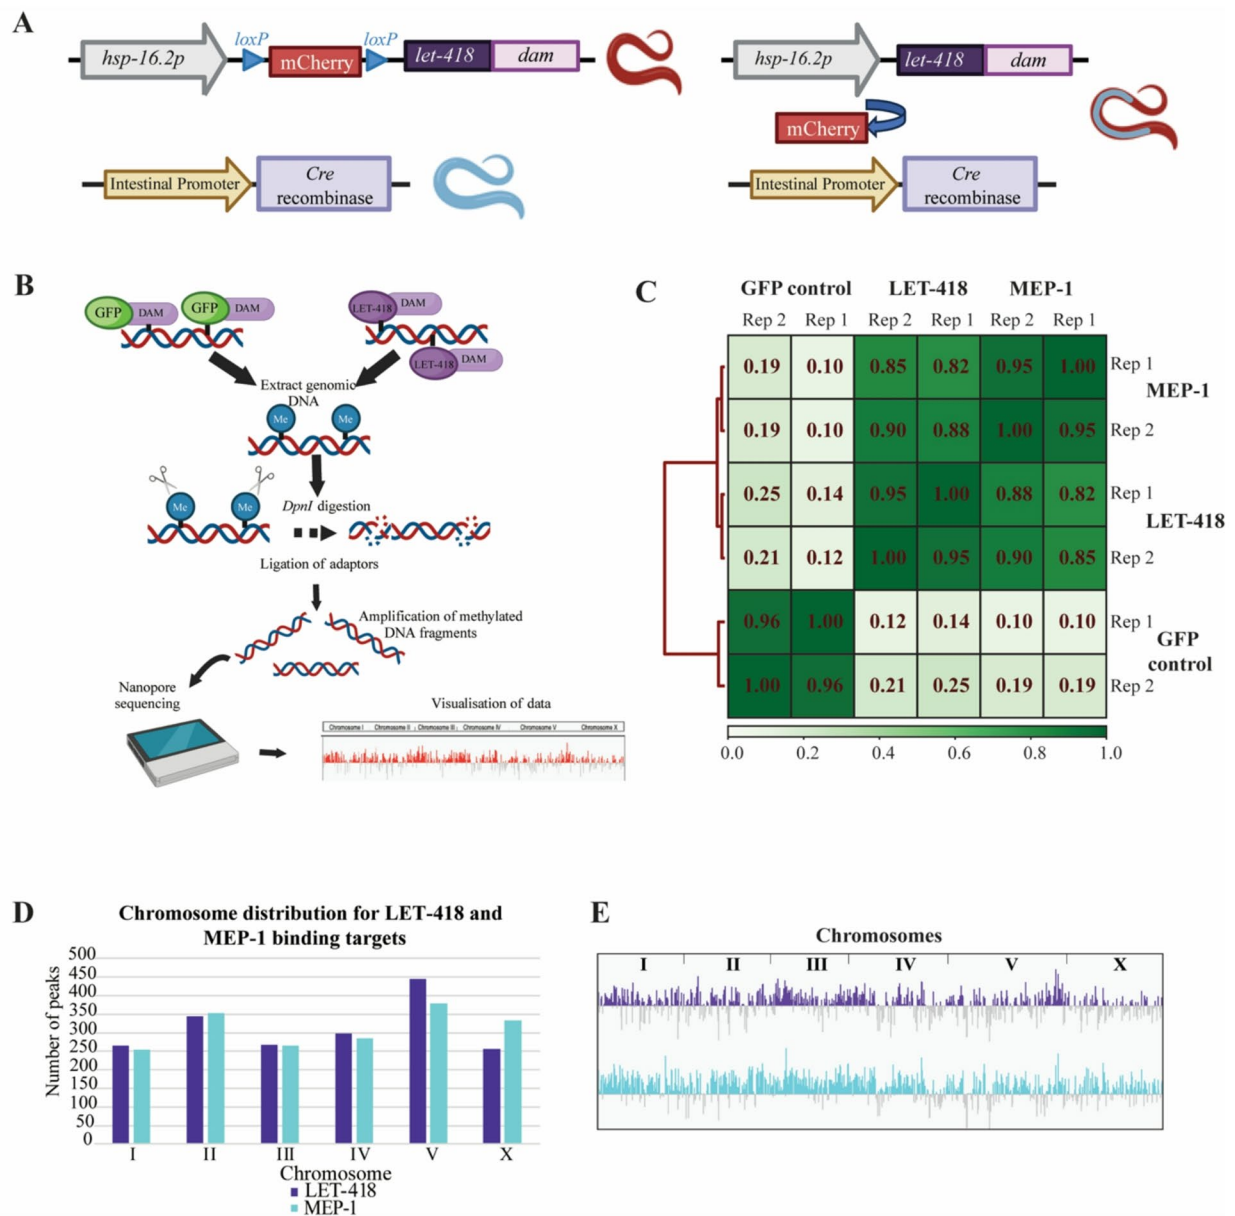 A
hsp-16.2p
loxP
mCherry
loxP
let-418
dam
hsp-16.2p
let-418
dam
mCherry
Intestinal Promoter
Cre
recombinase
Intestinal Promoter
Cre
recombinase
B
GFP
DAM
GFP
DAM
LET-418
DAM
LET-418
DAM
Extract genomic
DNA
Me
Me
DpnI digestion
Me
Me
Ligation of adaptors
Amplification of methylated
DNA fragments
Nanopore
sequencing
Visualisation of data
Chromosome I Chromosome II Chromosome III Chromosome IV Chromosome V Chromosome X
C
GFP control LET-418 MEP-1
Rep 2 Rep 1 Rep 2 Rep 1 Rep 2 Rep 1
0.19 0.10 0.85 0.82 0.95 1.00 Rep 1
MEP-1
0.19 0.10 0.90 0.88 1.00 0.95 Rep 2
0.25 0.14 0.95 1.00 0.88 0.82 Rep 1
LET-418
0.21 0.12 1.00 0.95 0.90 0.85 Rep 2
0.96 1.00 0.12 0.14 0.10 0.10 Rep 1
GFP
control
1.00 0.96 0.21 0.25 0.19 0.19 Rep 2
0.0 0.2 0.4 0.6 0.8 1.0
D
Chromosome distribution for LET-418 and
MEP-1 binding targets
Number of peaks
500
450
400
350
300
250
200
150
100
50
0
I II III IV V X
Chromosome
LET-418
MEP-1
E
Chromosomes
I II III IV V X